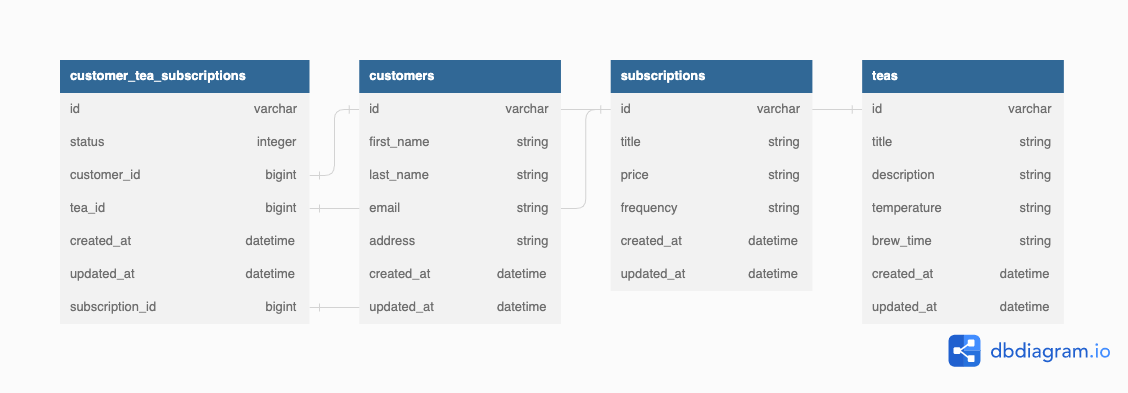 customer_tea_subscriptions
id varchar
status integer
customer_id bigint
tea_id bigint
created_at datetime
updated_at datetime
subscription_id bigint
customers
id varchar
first_name string
last_name string
email string
address string
created_at datetime
updated_at datetime
subscriptions
id varchar
title string
price string
frequency string
created_at datetime
updated_at datetime
teas
id varchar
title string
description string
temperature string
brew_time string
created_at datetime
updated_at datetime
dbdiagram.io